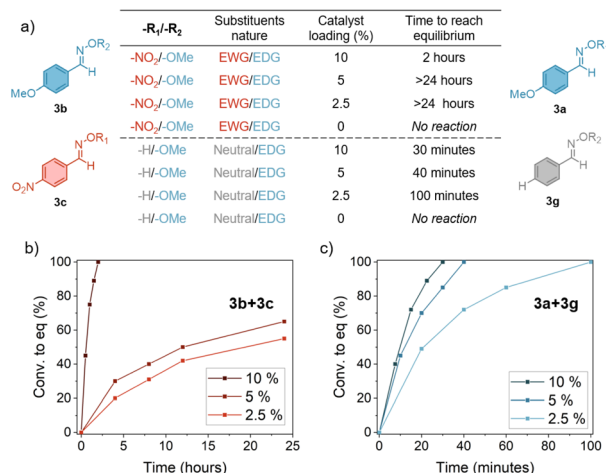 a)
-R₁/-R₂ Substituents nature Catalyst loading (%) Time to reach equilibrium
-NO₂/-OMe EWG/EDG 10 2 hours
-NO₂/-OMe EWG/EDG 5 >24 hours
-NO₂/-OMe EWG/EDG 2.5 >24 hours
-NO₂/-OMe EWG/EDG 0 No reaction
-H/-OMe Neutral/EDG 10 30 minutes
-H/-OMe Neutral/EDG 5 40 minutes
-H/-OMe Neutral/EDG 2.5 100 minutes
-H/-OMe Neutral/EDG 0 No reaction
N OR₂
H
MeO
3b
N OR₁
H
O₂N
3c
N OR
H
MeO
3a
N OR₂
H
H
3g
b)
3b+3c
Conv. to eq (%)
100
80
60
40
20
0
0 5 10 15 20 25
Time (hours)
10 %
5 %
2.5 %
c)
3a+3g
Conv. to eq (%)
100
80
60
40
20
0
0 20 40 60 80 100
Time (minutes)
10 %
5 %
2.5 %